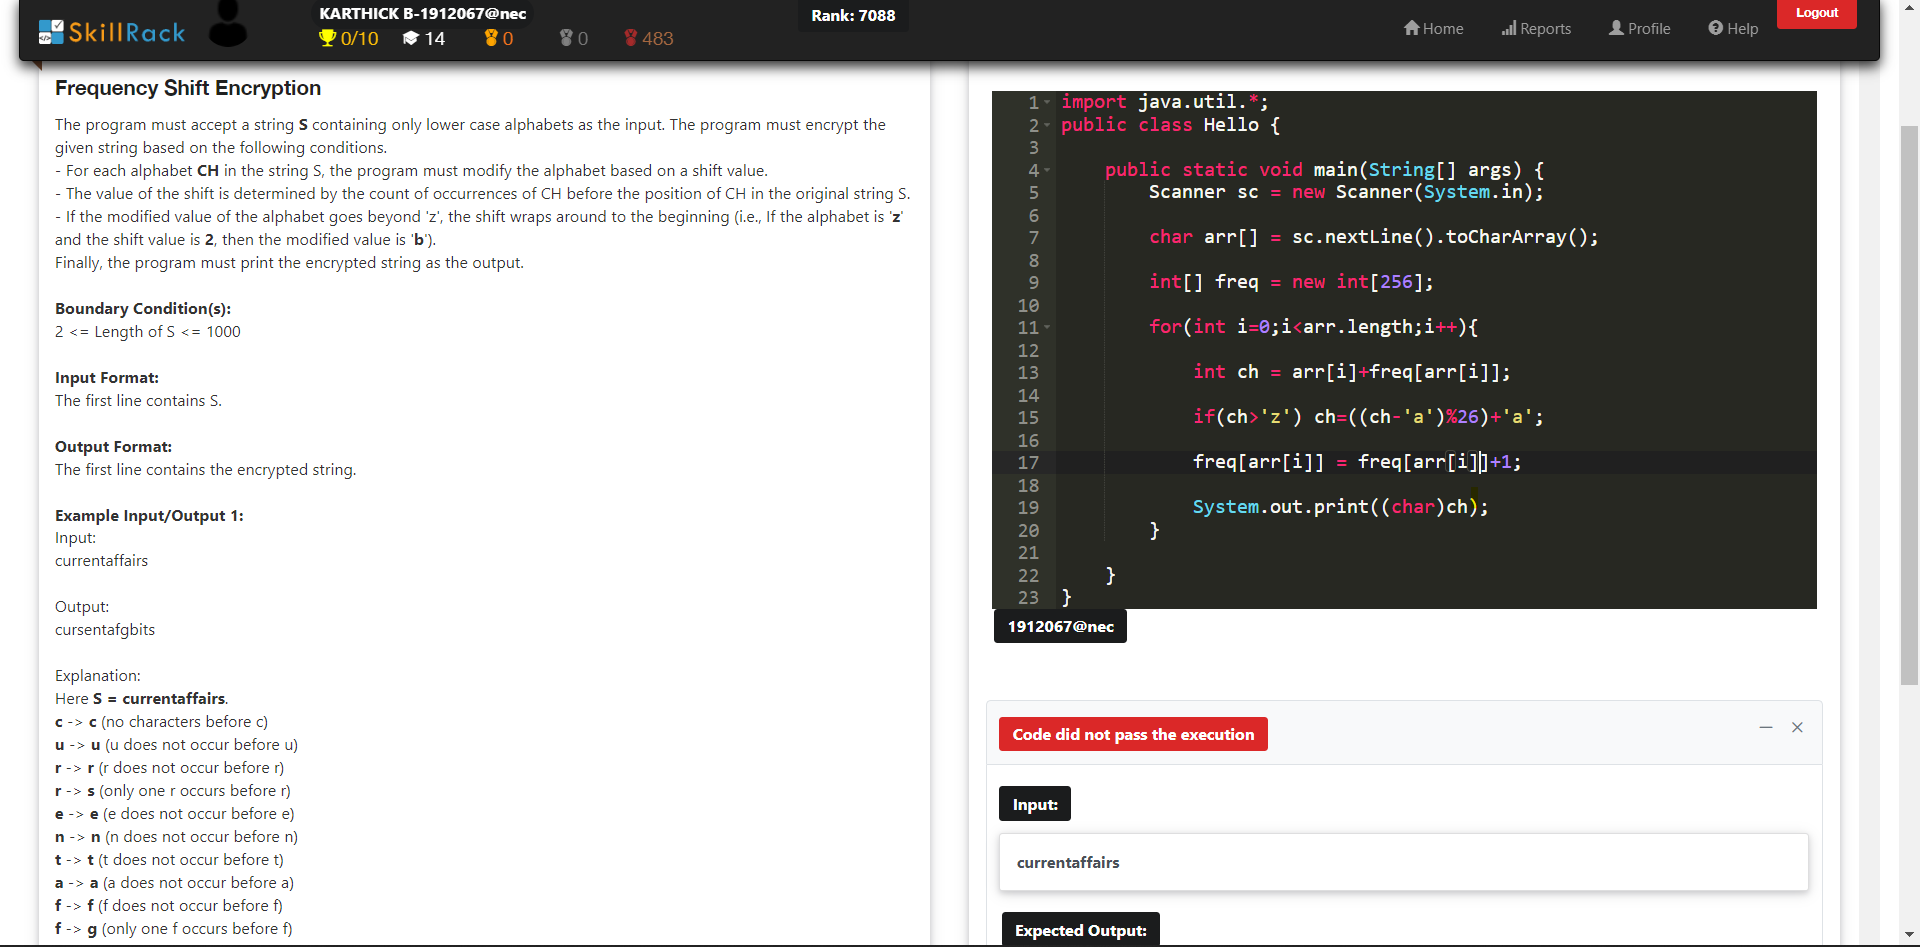 SkillRack
KARTHICK B-1912067@nec
0/10 14 0 0 483
Rank: 7088
Home Reports Profile Help
Logout
Frequency Shift Encryption
The program must accept a string S containing only lower case alphabets as the input. The program must encrypt the
given string based on the following conditions.
- For each alphabet CH in the string S, the program must modify the alphabet based on a shift value.
- The value of the shift is determined by the count of occurrences of CH before the position of CH in the original string S.
- If the modified value of the alphabet goes beyond 'z', the shift wraps around to the beginning (i.e., If the alphabet is 'z'
and the shift value is 2, then the modified value is 'b').
Finally, the program must print the encrypted string as the output.
Boundary Condition(s):
2 <= Length of S <= 1000
Input Format:
The first line contains S.
Output Format:
The first line contains the encrypted string.
Example Input/Output 1:
Input:
currentaffairs
Output:
cursentafgbits
Explanation:
Here S = currentaffairs.
c -> c (no characters before c)
u -> u (u does not occur before u)
r -> r (r does not occur before r)
r -> s (only one r occurs before r)
e -> e (e does not occur before e)
n -> n (n does not occur before n)
t -> t (t does not occur before t)
a -> a (a does not occur before a)
f -> f (f does not occur before f)
f -> g (only one f occurs before f)
1 import java.util.*;
2 public class Hello {
3
4 public static void main(String[] args) {
5 Scanner sc = new Scanner(System.in);
6
7 char arr[] = sc.nextLine().toCharArray();
8
9 int[] freq = new int[256];
10
11 for(int i=0;i<arr.length;i++){
12
13 int ch = arr[i]+freq[arr[i]];
14
15 if(ch>'z') ch=((ch-'a')%26)+'a';
16
17 freq[arr[i]] = freq[arr[i]]+1;
18
19 System.out.print((char)ch);
20 }
21
22 }
23 }
1912067@nec
Code did not pass the execution
Input:
currentaffairs
Expected Output: